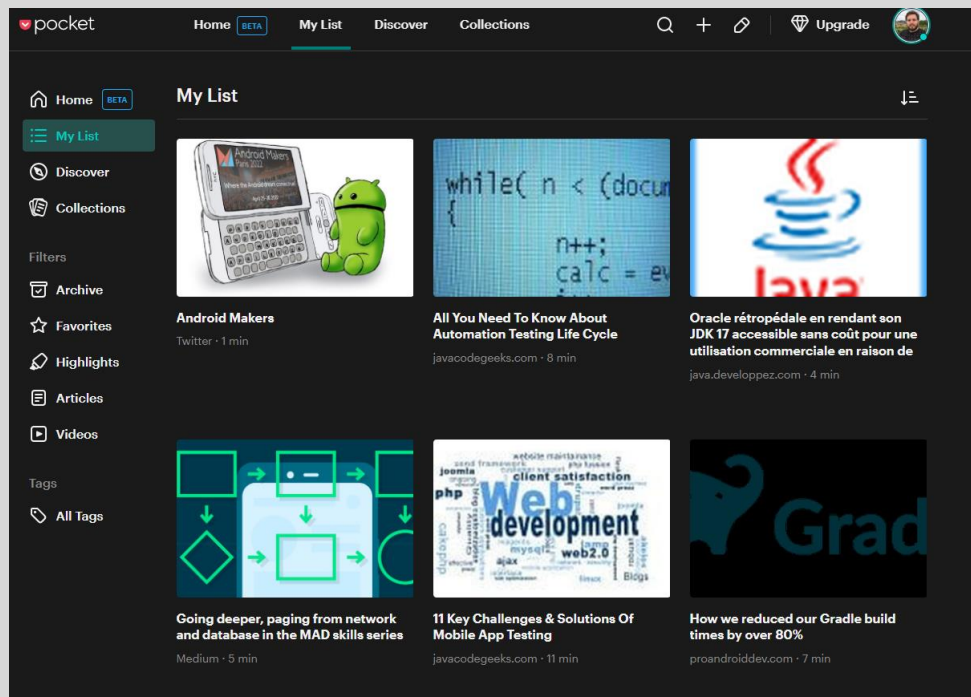 pocket
Home BETA
My List
Discover
Collections
Upgrade
Home BETA
My List
Discover
Collections
Filters
Archive
Favorites
Highlights
Articles
Videos
Tags
All Tags
My List
Android Makers
Paris 2022
Android Makers
Twitter · 1 min
while( n < (docu
{
n++;
calc = ev
All You Need To Know About
Automation Testing Life Cycle
javacodegeeks.com · 8 min
Java
Oracle rétropédale en rendant son
JDK 17 accessible sans coût pour une
utilisation commerciale en raison de
java.developpez.com · 4 min
Going deeper, paging from network
and database in the MAD skills series
Medium · 5 min
website maintainance
joomla
client satisfaction
php
Web
development
cakephp
mysql
web2.0
ajax
linux
Blogs
11 Key Challenges & Solutions Of
Mobile App Testing
javacodegeeks.com · 11 min
Grad
How we reduced our Gradle build
times by over 80%
proandroiddev.com · 7 min